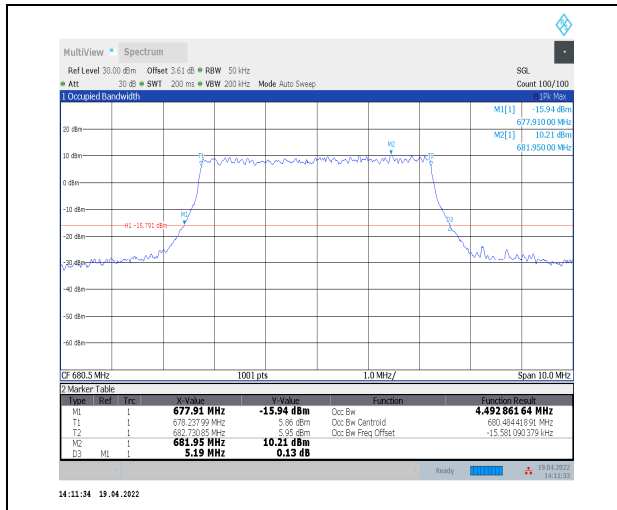 MultiView Spectrum
Ref Level 30.00 dBm Offset 3.61 dB RBW 50 kHz SGL
Att 30 dB SWT 200 ms VBW 200 kHz Mode Auto Sweep Count 100/100
1 Occupied Bandwidth 1Pk Max
M1[1] -15.94 dBm
677.91000 MHz
M2[1] 10.21 dBm
681.95000 MHz
20 dBm
M2
10 dBm
T1 T2
0 dBm
-10 dBm
M1
D3
H1 -15.791 dBm
-20 dBm
-30 dBm
-40 dBm
-50 dBm
-60 dBm
CF 680.5 MHz 1001 pts 1.0 MHz/ Span 10.0 MHz
2 Marker Table
Type Ref Trc X-Value Y-Value Function Function Result
M1 1 677.91 MHz -15.94 dBm Occ Bw 4.492 861 64 MHz
T1 1 678.23799 MHz 5.86 dBm Occ Bw Centroid 680.484 418 91 MHz
T2 1 682.73085 MHz 5.95 dBm Occ Bw Freq Offset -15.581 090 379 kHz
M2 1 681.95 MHz 10.21 dBm
D3 M1 1 5.19 MHz 0.13 dB
Ready 19.04.2022
14:11:33
14:11:34 19.04.2022